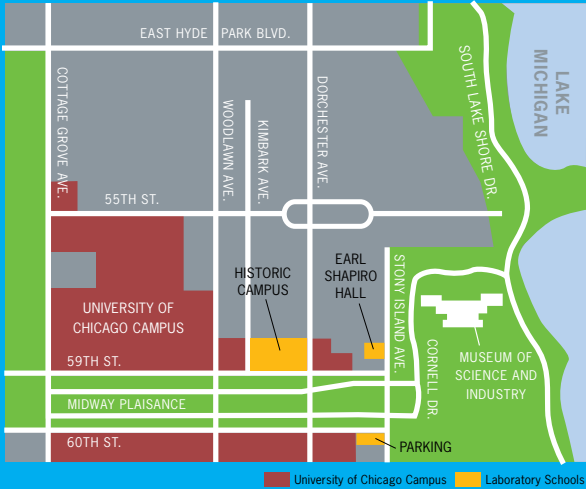 EAST HYDE PARK BLVD.
COTTAGE GROVE AVE.
WOODLAWN AVE.
KIMBARK AVE.
DORCHESTER AVE.
SOUTH LAKE SHORE DR.
LAKE
MICHIGAN
55TH ST.
HISTORIC
CAMPUS
EARL
SHAPIRO
HALL
STONY ISLAND AVE.
CORNELL DR.
UNIVERSITY OF
CHICAGO CAMPUS
MUSEUM OF
SCIENCE AND
INDUSTRY
59TH ST.
MIDWAY PLAISANCE
60TH ST.
PARKING
University of Chicago Campus
Laboratory Schools